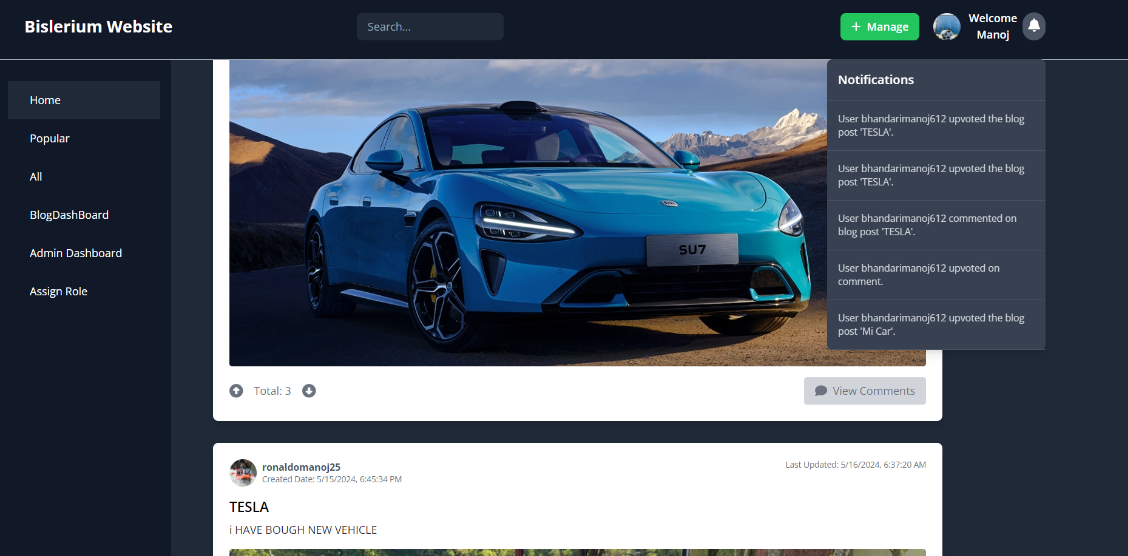 Bislerium Website
Search...
+ Manage
Welcome
Manoj
Home
Popular
All
BlogDashBoard
Admin Dashboard
Assign Role
Notifications
User bhandarimanoj612 upvoted the blog
post 'TESLA'.
User bhandarimanoj612 upvoted the blog
post 'TESLA'.
User bhandarimanoj612 commented on
blog post 'TESLA'.
User bhandarimanoj612 upvoted on
comment.
User bhandarimanoj612 upvoted the blog
post 'Mi Car'.
SU7
Total: 3
View Comments
ronaldomanoj25
Created Date: 5/15/2024, 6:45:34 PM
Last Updated: 5/16/2024, 6:37:20 AM
TESLA
i HAVE BOUGH NEW VEHICLE